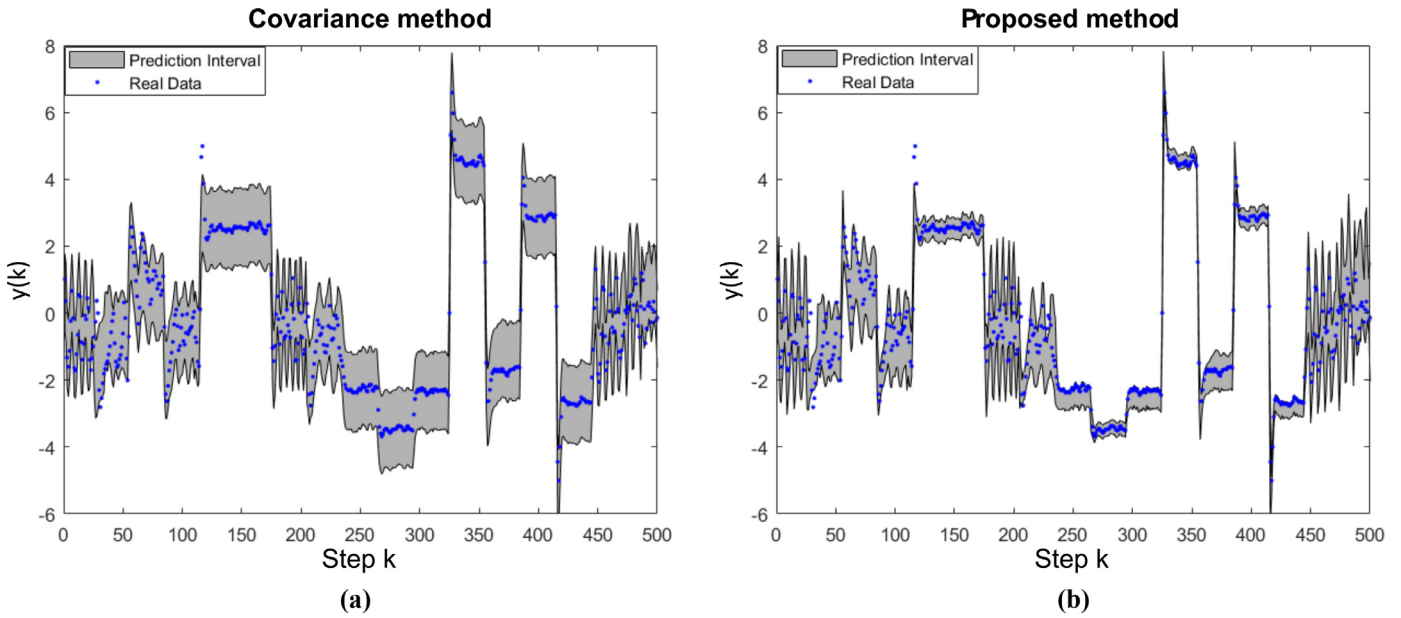 Covariance method
Prediction Interval
Real Data
y(k)
8
6
4
2
0
-2
-4
-6
0 50 100 150 200 250 300 350 400 450 500
Step k
(a)
Proposed method
Prediction Interval
Real Data
y(k)
8
6
4
2
0
-2
-4
-6
0 50 100 150 200 250 300 350 400 450 500
Step k
(b)